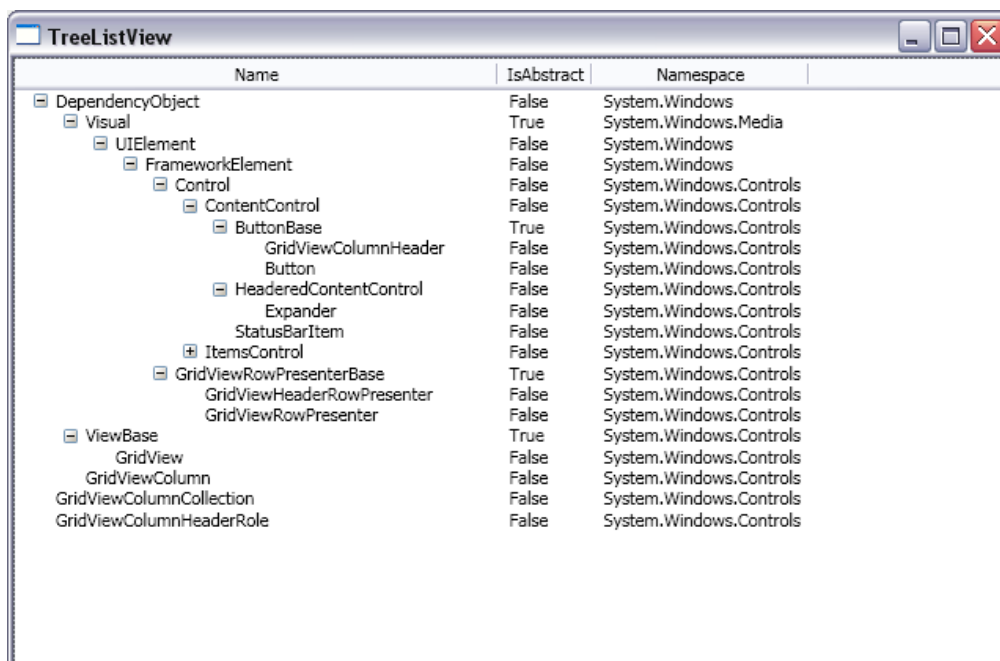 TreeListView
Name IsAbstract Namespace
DependencyObject False System.Windows
Visual True System.Windows.Media
UIElement False System.Windows
FrameworkElement False System.Windows
Control False System.Windows.Controls
ContentControl False System.Windows.Controls
ButtonBase True System.Windows.Controls
GridViewColumnHeader False System.Windows.Controls
Button False System.Windows.Controls
HeaderedContentControl False System.Windows.Controls
Expander False System.Windows.Controls
StatusBarItem False System.Windows.Controls
ItemsControl False System.Windows.Controls
GridViewRowPresenterBase True System.Windows.Controls
GridViewHeaderRowPresenter False System.Windows.Controls
GridViewRowPresenter False System.Windows.Controls
ViewBase True System.Windows.Controls
GridView False System.Windows.Controls
GridViewColumn False System.Windows.Controls
GridViewColumnCollection False System.Windows.Controls
GridViewColumnHeaderRole False System.Windows.Controls